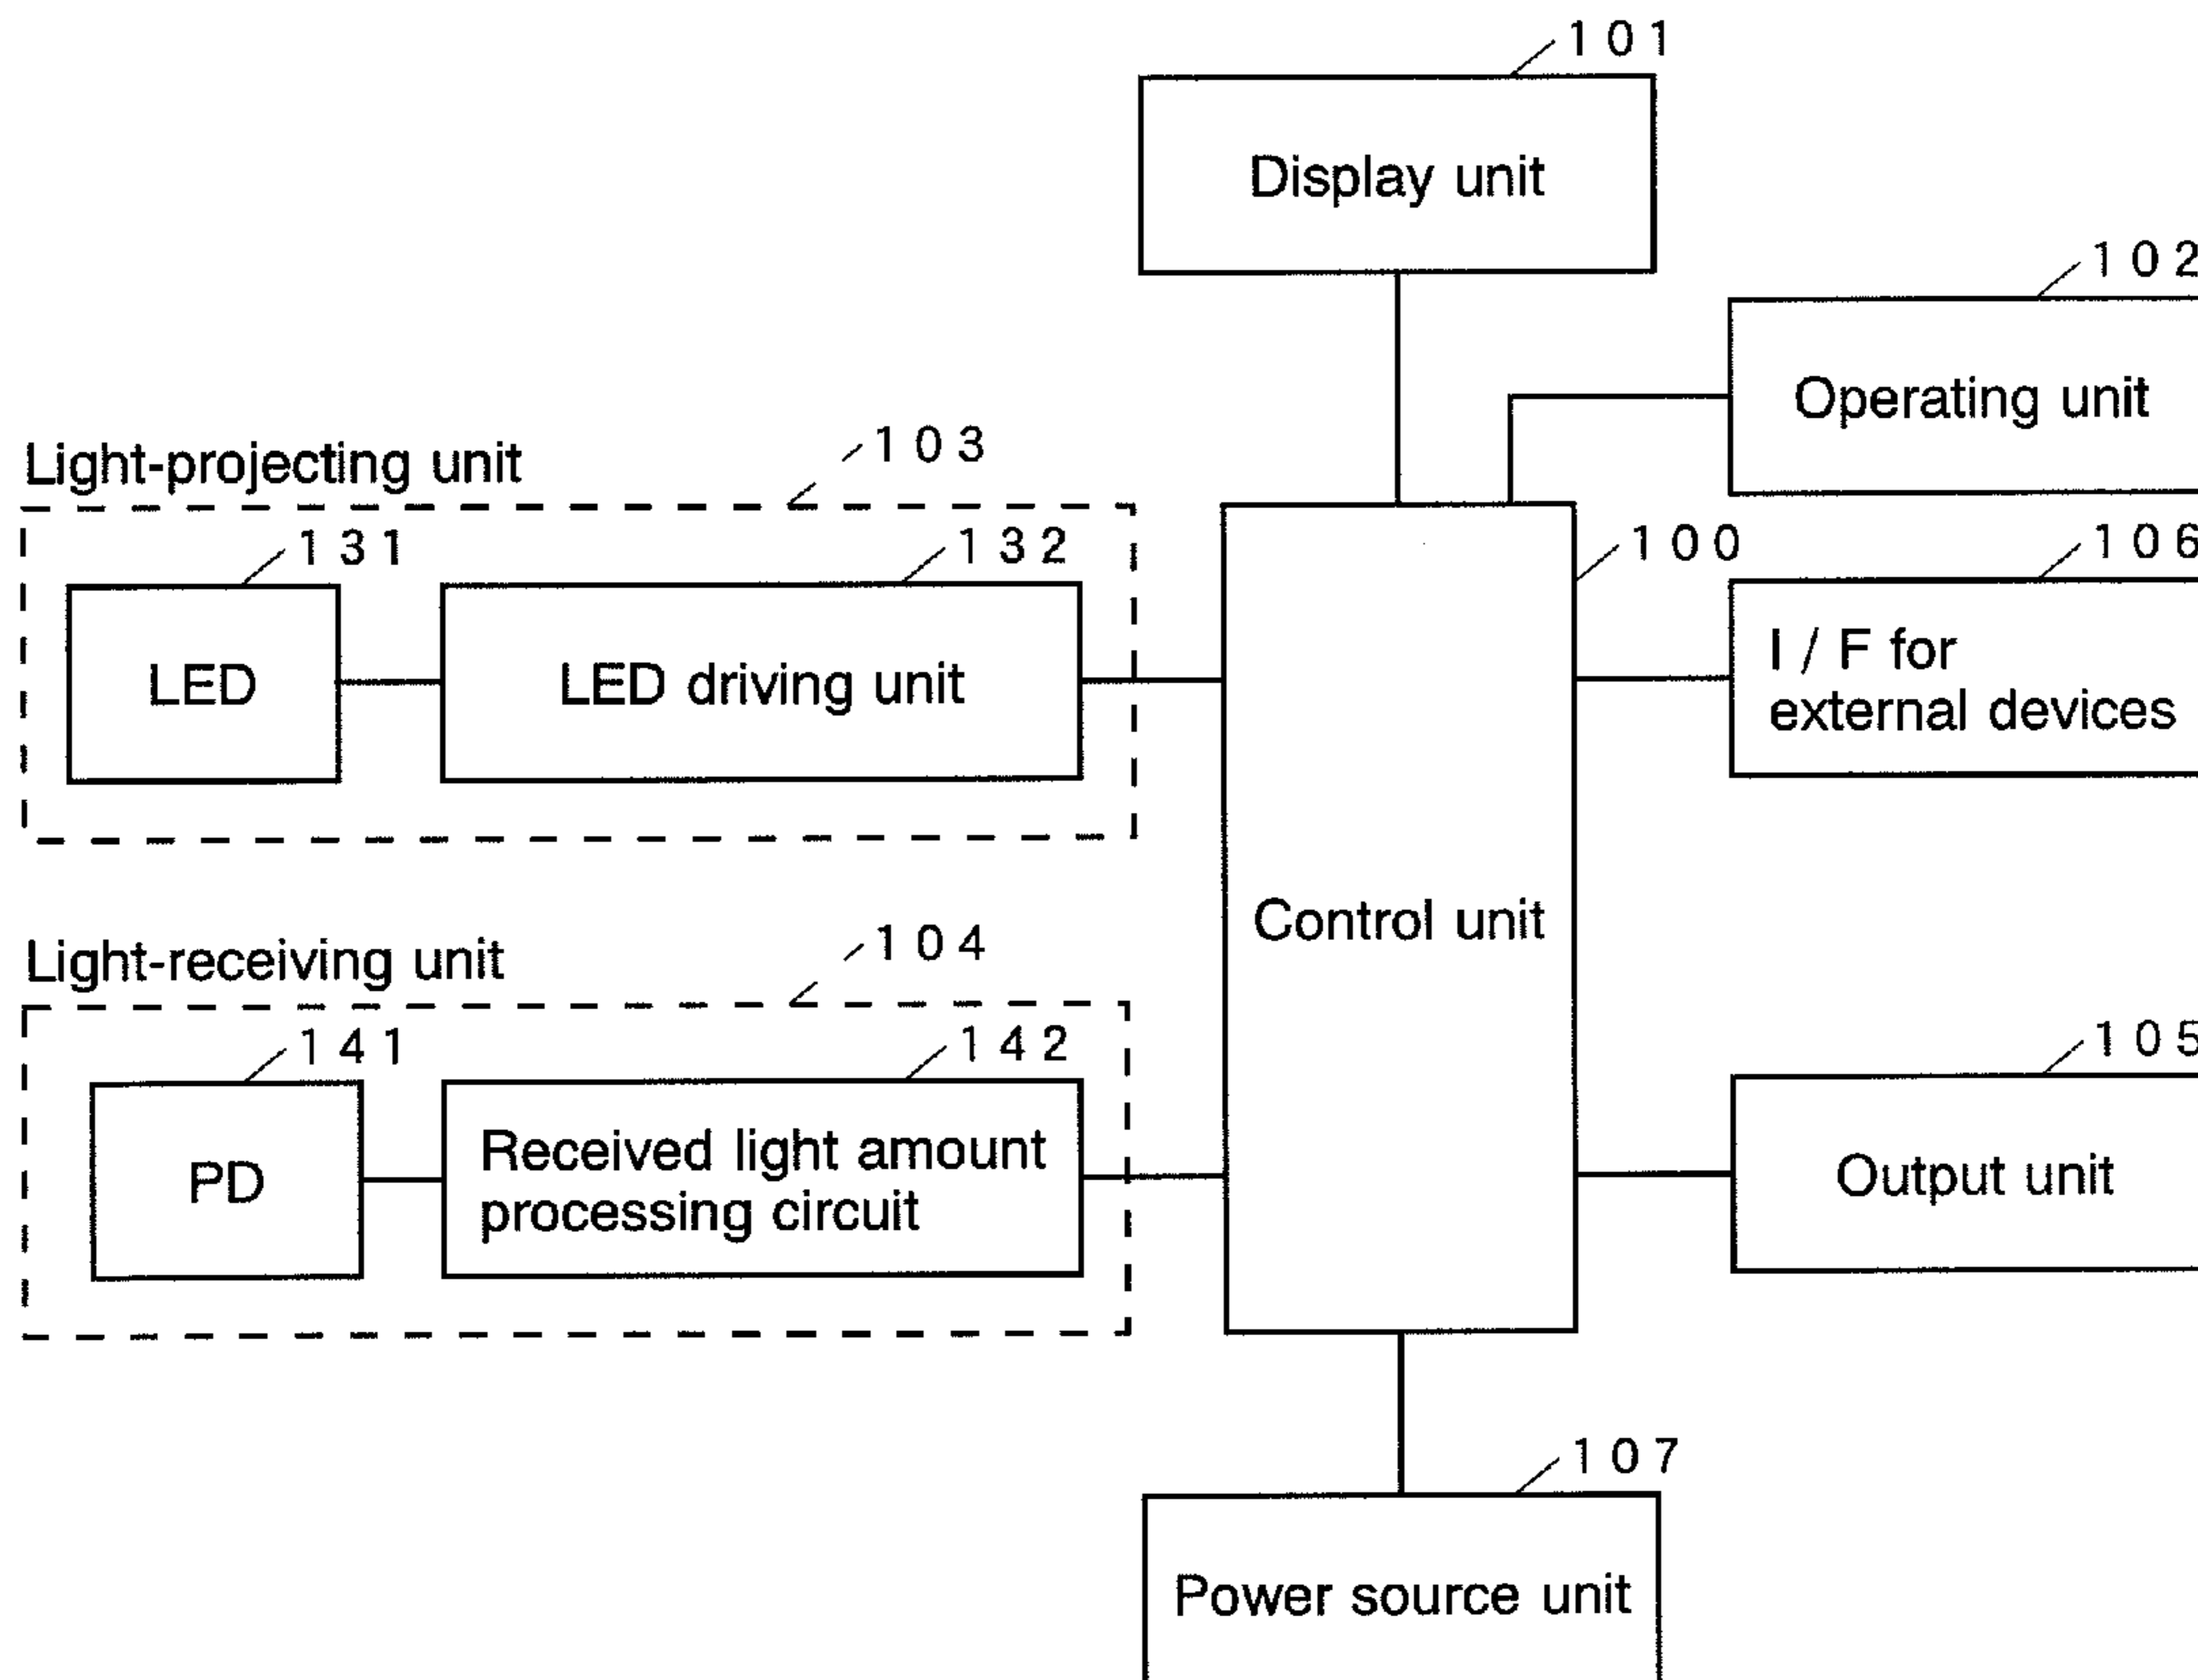 101
Display unit
102
Operating unit
Light-projecting unit
103
131
132
LED
LED driving unit
100
106
I / F for
external devices
Control unit
Light-receiving unit
104
141
142
PD
Received light amount
processing circuit
105
Output unit
107
Power source unit